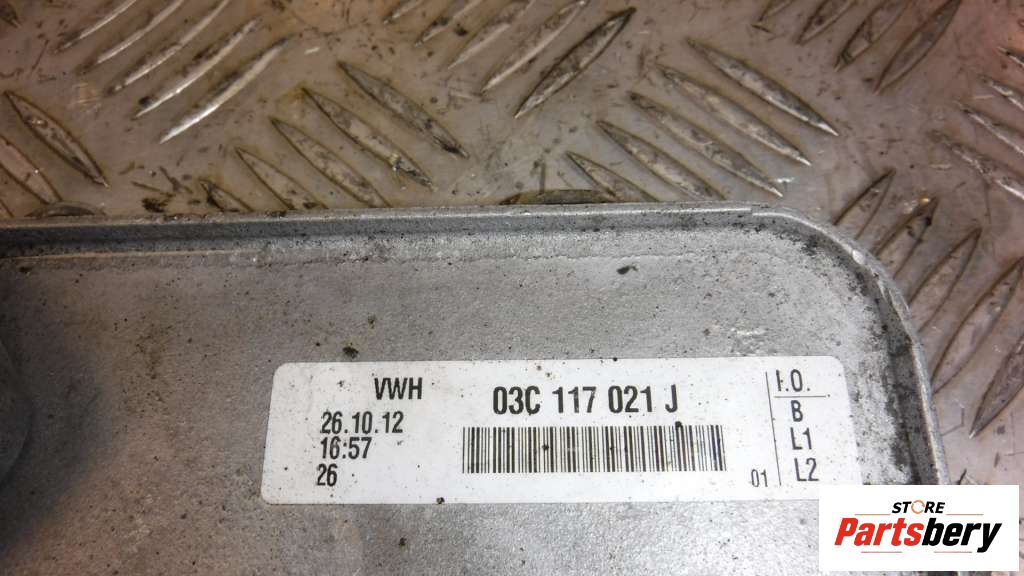 VWH
03C 117 021 J
I.O.
26.10.12
B
16:57
L1
26
01
L2
STORE
Partsbery